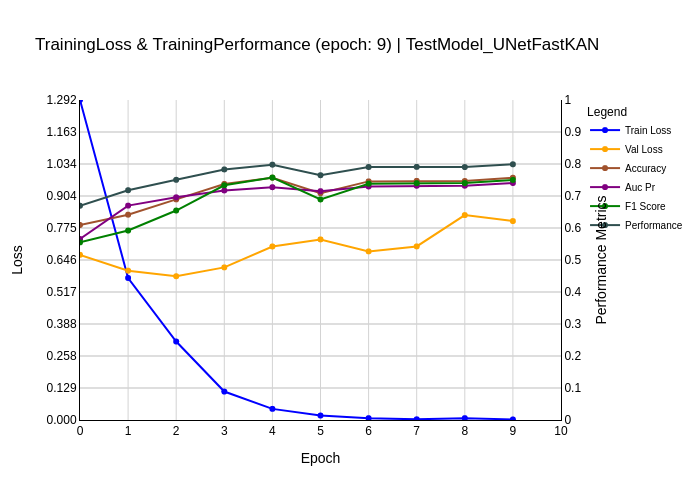 TrainingLoss & TrainingPerformance (epoch: 9) | TestModel_UNetFastKAN
1.292
1.163
1.034
0.904
0.775
0.646
0.517
0.388
0.258
0.129
0.000
Loss
0 1 2 3 4 5 6 7 8 9 10
Epoch
1
0.9
0.8
0.7
0.6
0.5
0.4
0.3
0.2
0.1
0
Performance Metrics
Legend
Train Loss
Val Loss
Accuracy
Auc Pr
F1 Score
Performance